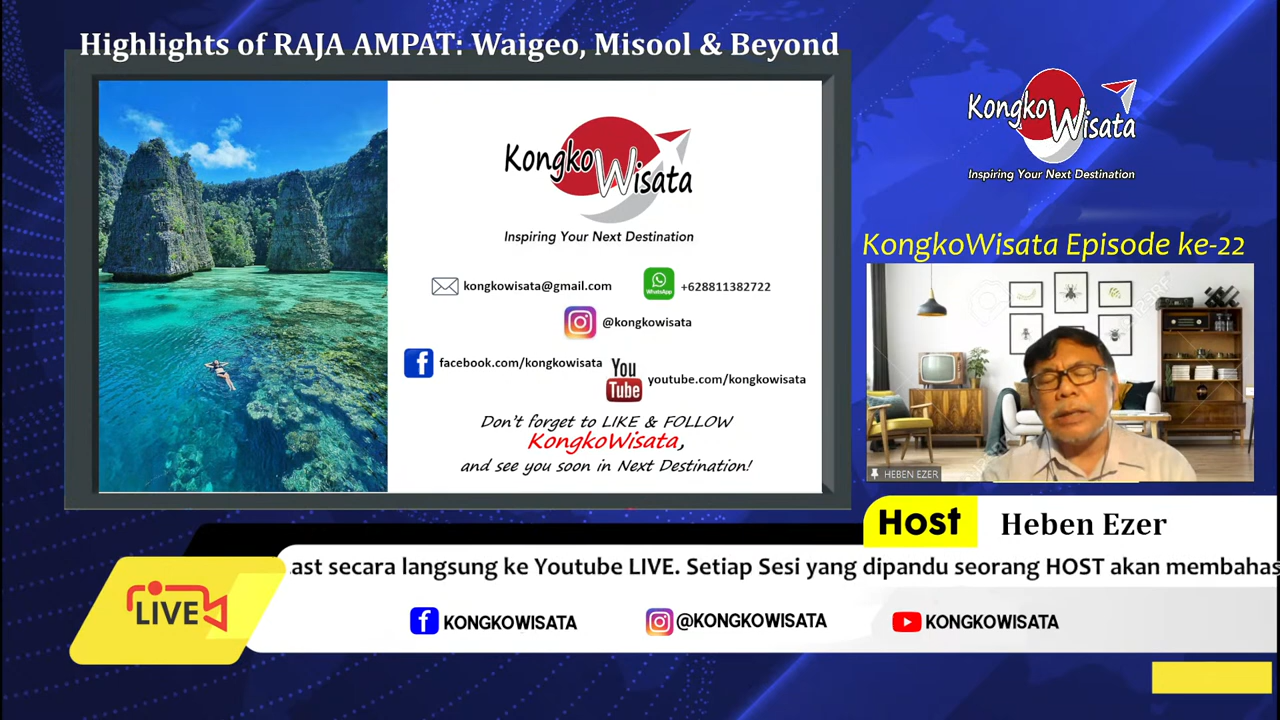 Highlights of RAJA AMPAT: Waigeo, Misool & Beyond
KongkoWisata
Inspiring Your Next Destination
kongkowisata@gmail.com
WhatsApp
+628811382722
@kongkowisata
facebook.com/kongkowisata
You
Tube
youtube.com/kongkowisata
Don't forget to LIKE & FOLLOW
KongkoWisata,
and see you soon in Next Destination!
KongkoWisata
Inspiring Your Next Destination
KongkoWisata Episode ke-22
HEBEN EZER
Host
Heben Ezer
ast secara langsung ke Youtube LIVE. Setiap Sesi yang dipandu seorang HOST akan membahas
LIVE
KONGKOWISATA
@KONGKOWISATA
KONGKOWISATA